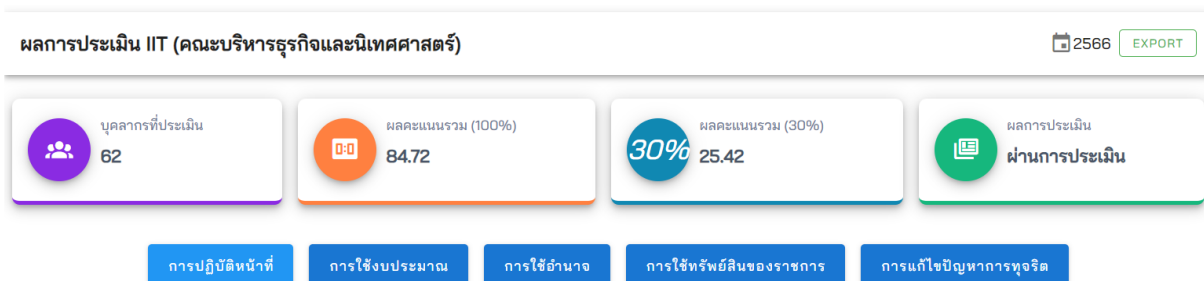 ผลการประเมิน IIT (คณะบริหารธุรกิจและนิเทศศาสตร์)
2566 EXPORT
บุคลากรที่ประเมิน
62
0:0
ผลคะแนนรวม (100%)
84.72
30%
ผลคะแนนรวม (30%)
25.42
ผลการประเมิน
ผ่านการประเมิน
การปฏิบัติหน้าที่
การใช้งบประมาณ
การใช้อำนาจ
การใช้ทรัพย์สินของราชการ
การแก้ไขปัญหาการทุจริต